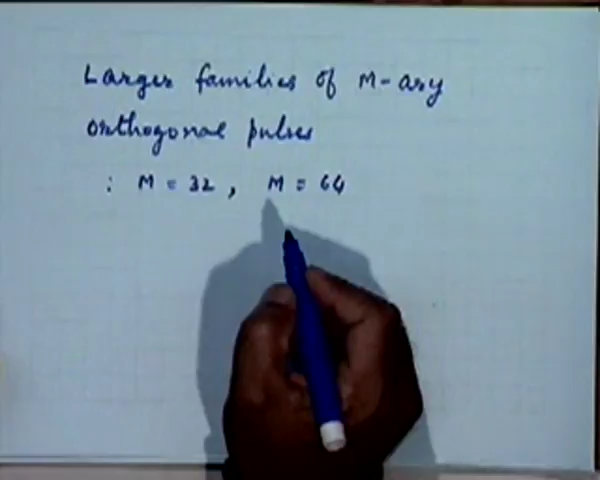 Larger families of M-ary
orthogonal pulses
: M = 32, M = 64